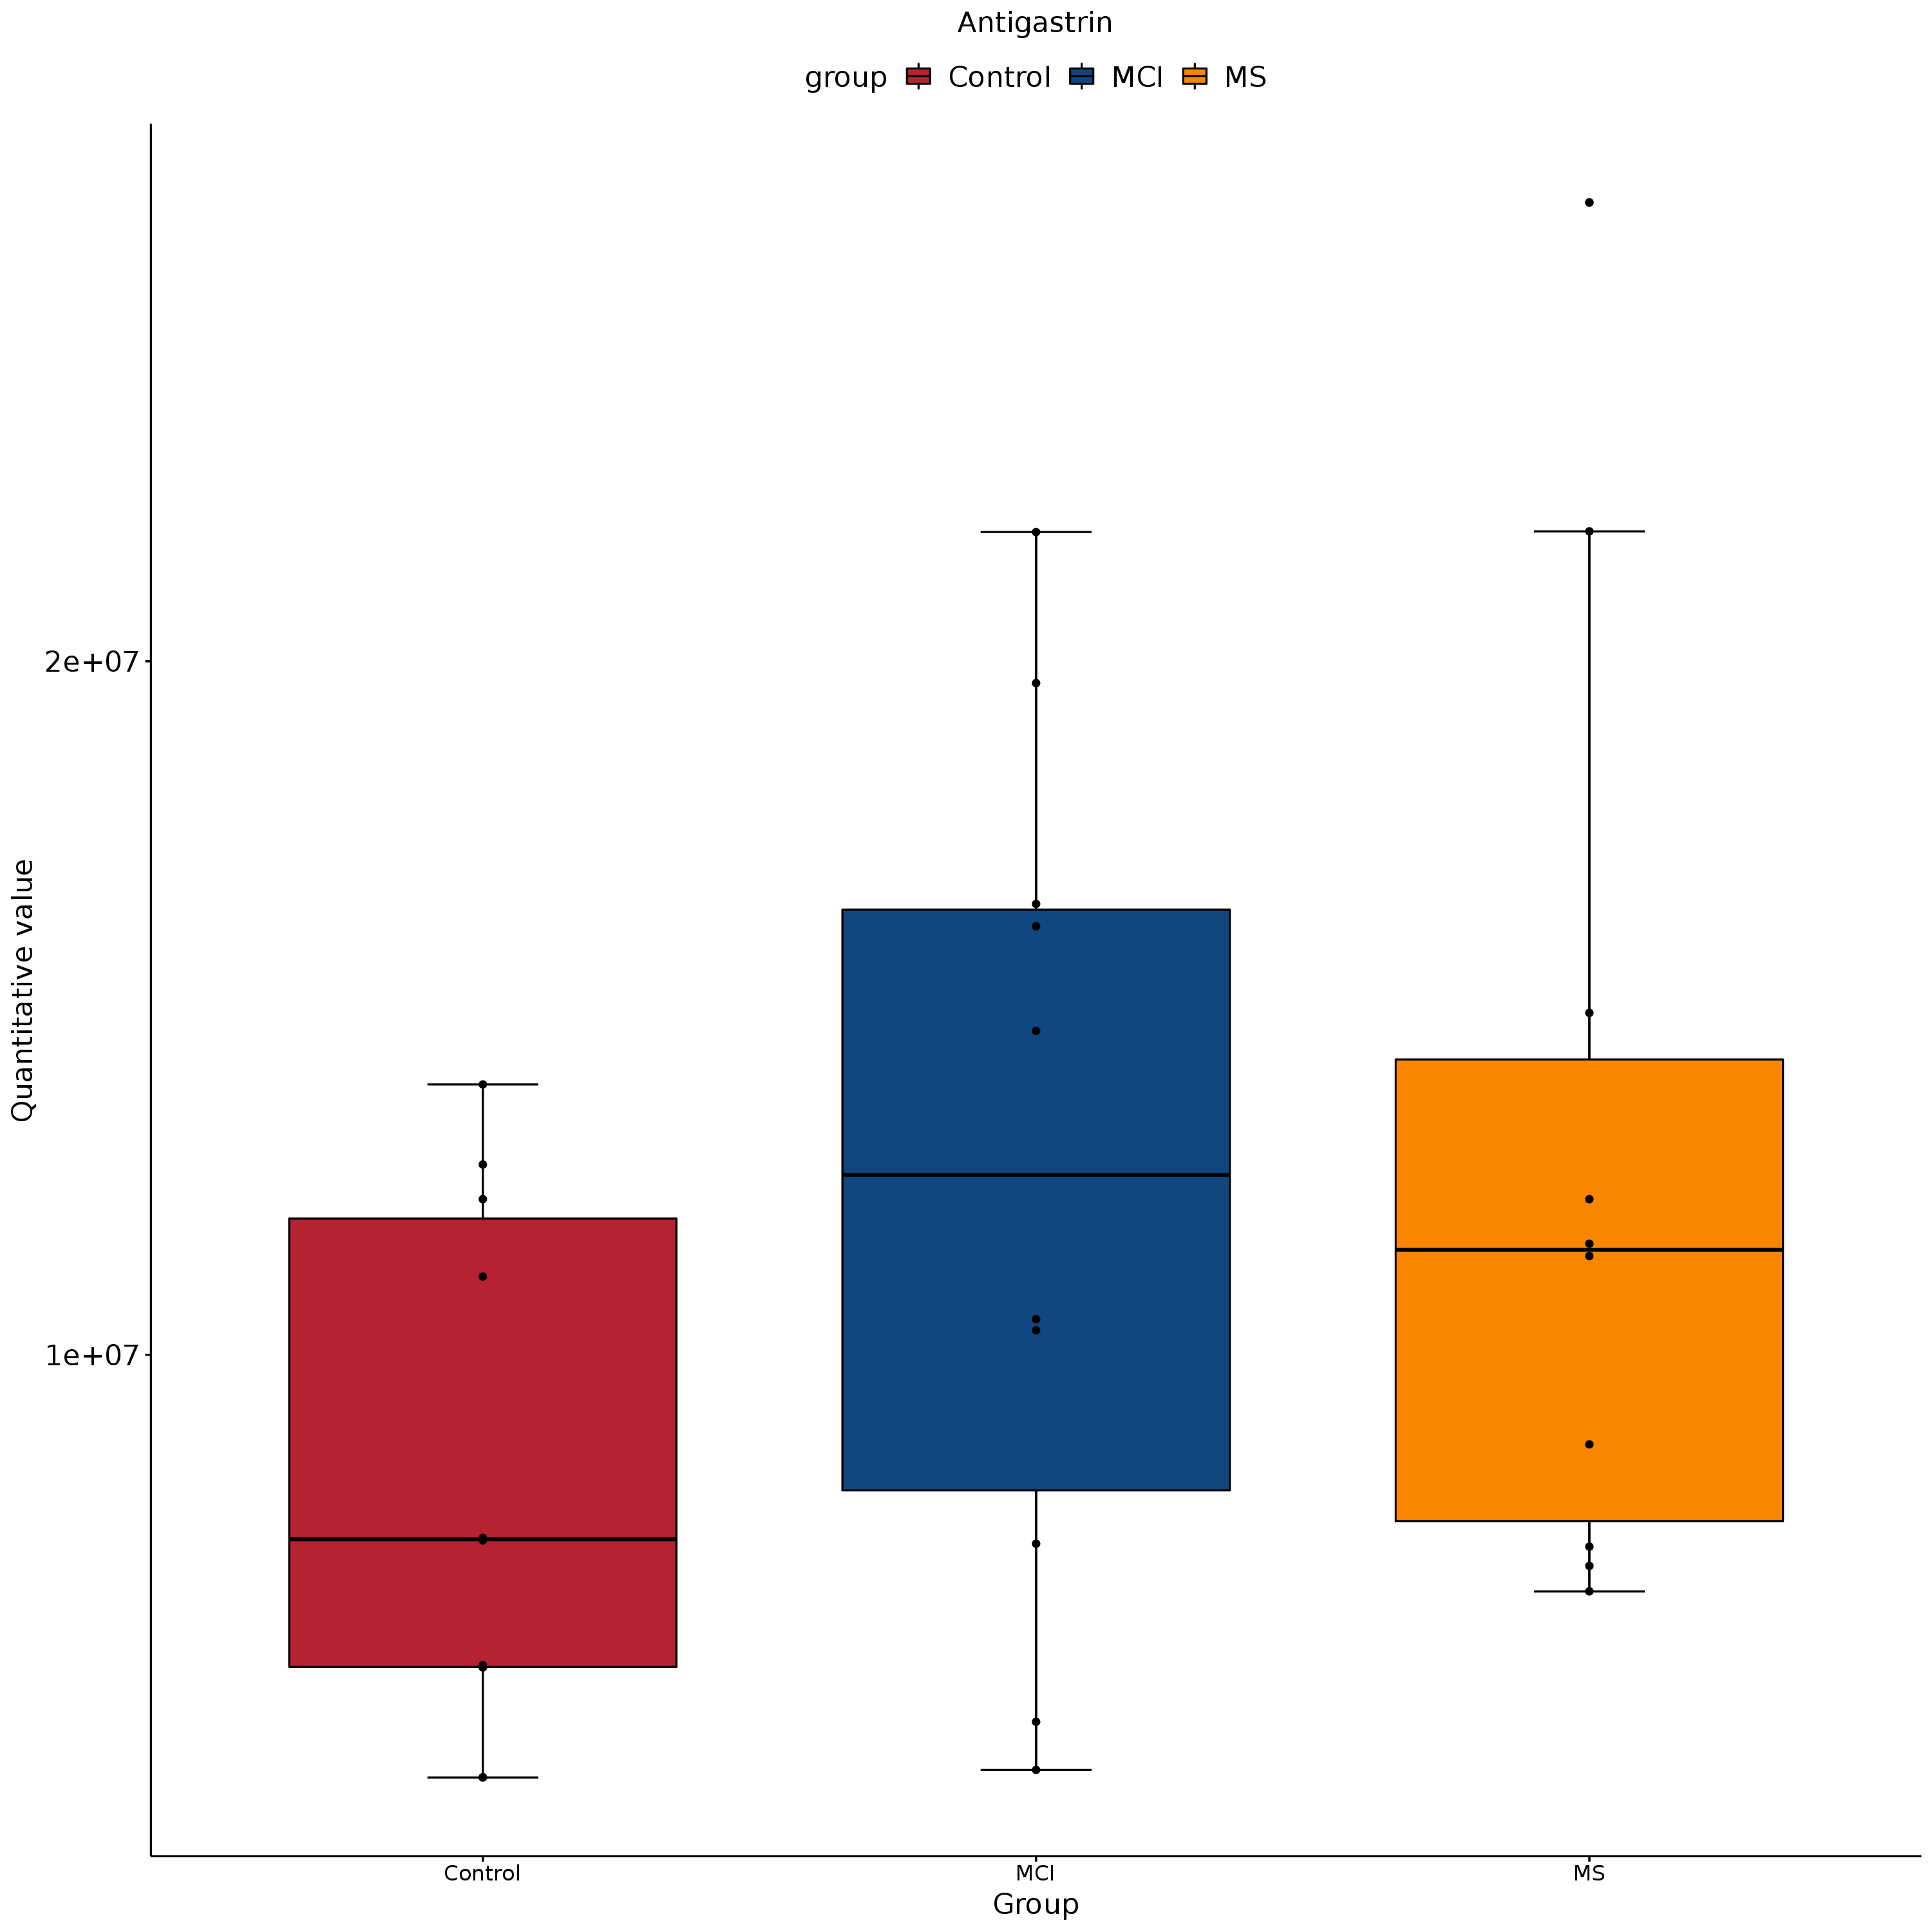 Antigastrin
group Control MCI MS
Quantitative value
2e+07
1e+07
Control MCI MS
Group